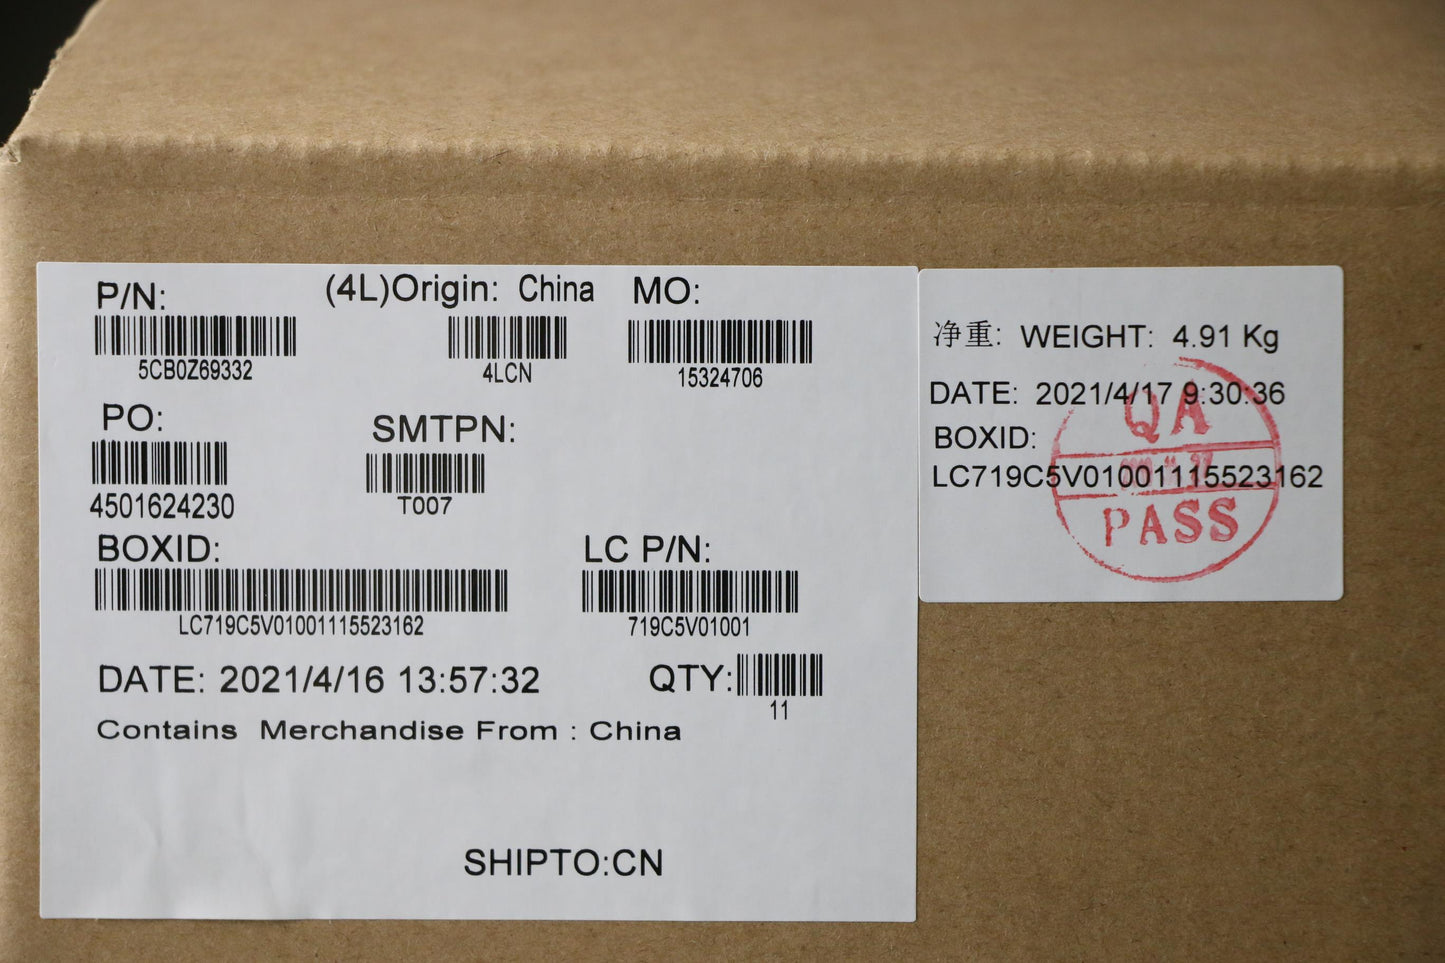 P/N: (4L)Origin: China MO:
5CB0Z69332 4LCN 15324706
PO: SMTPN:
4501624230 T007
BOXID: LC P/N:
LC719C5V01001115523162 719C5V01001
DATE: 2021/4/16 13:57:32 QTY:
11
Contains Merchandise From : China
SHIPTO:CN
净重: WEIGHT: 4.91 Kg
DATE: 2021/4/17 9:30:36
BOXID:
LC719C5V01001115523162
QA
PASS